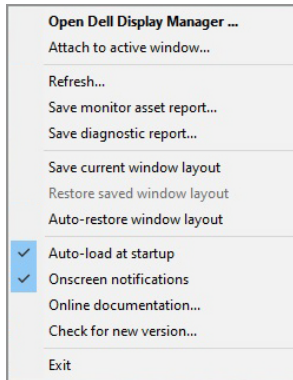 Open Dell Display Manager ...
Attach to active window...
Refresh...
Save monitor asset report...
Save diagnostic report...
Save current window layout
Restore saved window layout
Auto-restore window layout
Auto-load at startup
Onscreen notifications
Online documentation...
Check for new version...
Exit